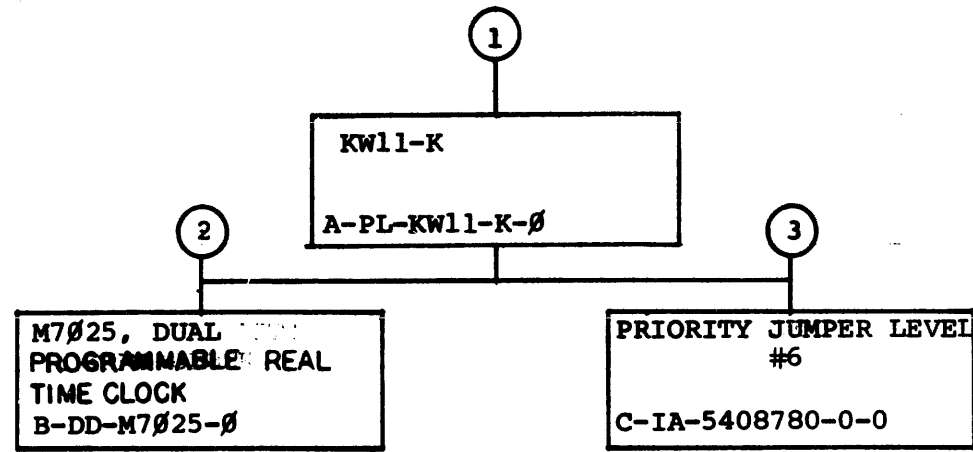 1
KW11-K
A-PL-KW11-K-Ø
2
3
M7Ø25, DUAL
PROGRAMMABLE REAL
TIME CLOCK
B-DD-M7Ø25-Ø
PRIORITY JUMPER LEVEL
#6
C-IA-5408780-0-0